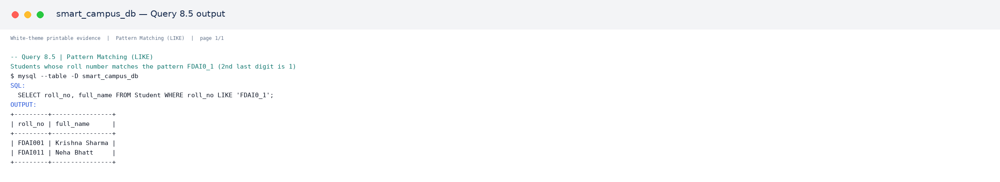 smart_campus_db — Query 8.5 output
White-theme printable evidence  |  Pattern Matching (LIKE)  |  page 1/1
-- Query 8.5 | Pattern Matching (LIKE)
Students whose roll number matches the pattern FDAI0_1 (2nd last digit is 1)
$ mysql --table -D smart_campus_db
SQL:
  SELECT roll_no, full_name FROM Student WHERE roll_no LIKE 'FDAI0_1';
OUTPUT:
+---------+----------------+
| roll_no | full_name      |
+---------+----------------+
| FDAI001 | Krishna Sharma |
| FDAI011 | Neha Bhatt     |
+---------+----------------+